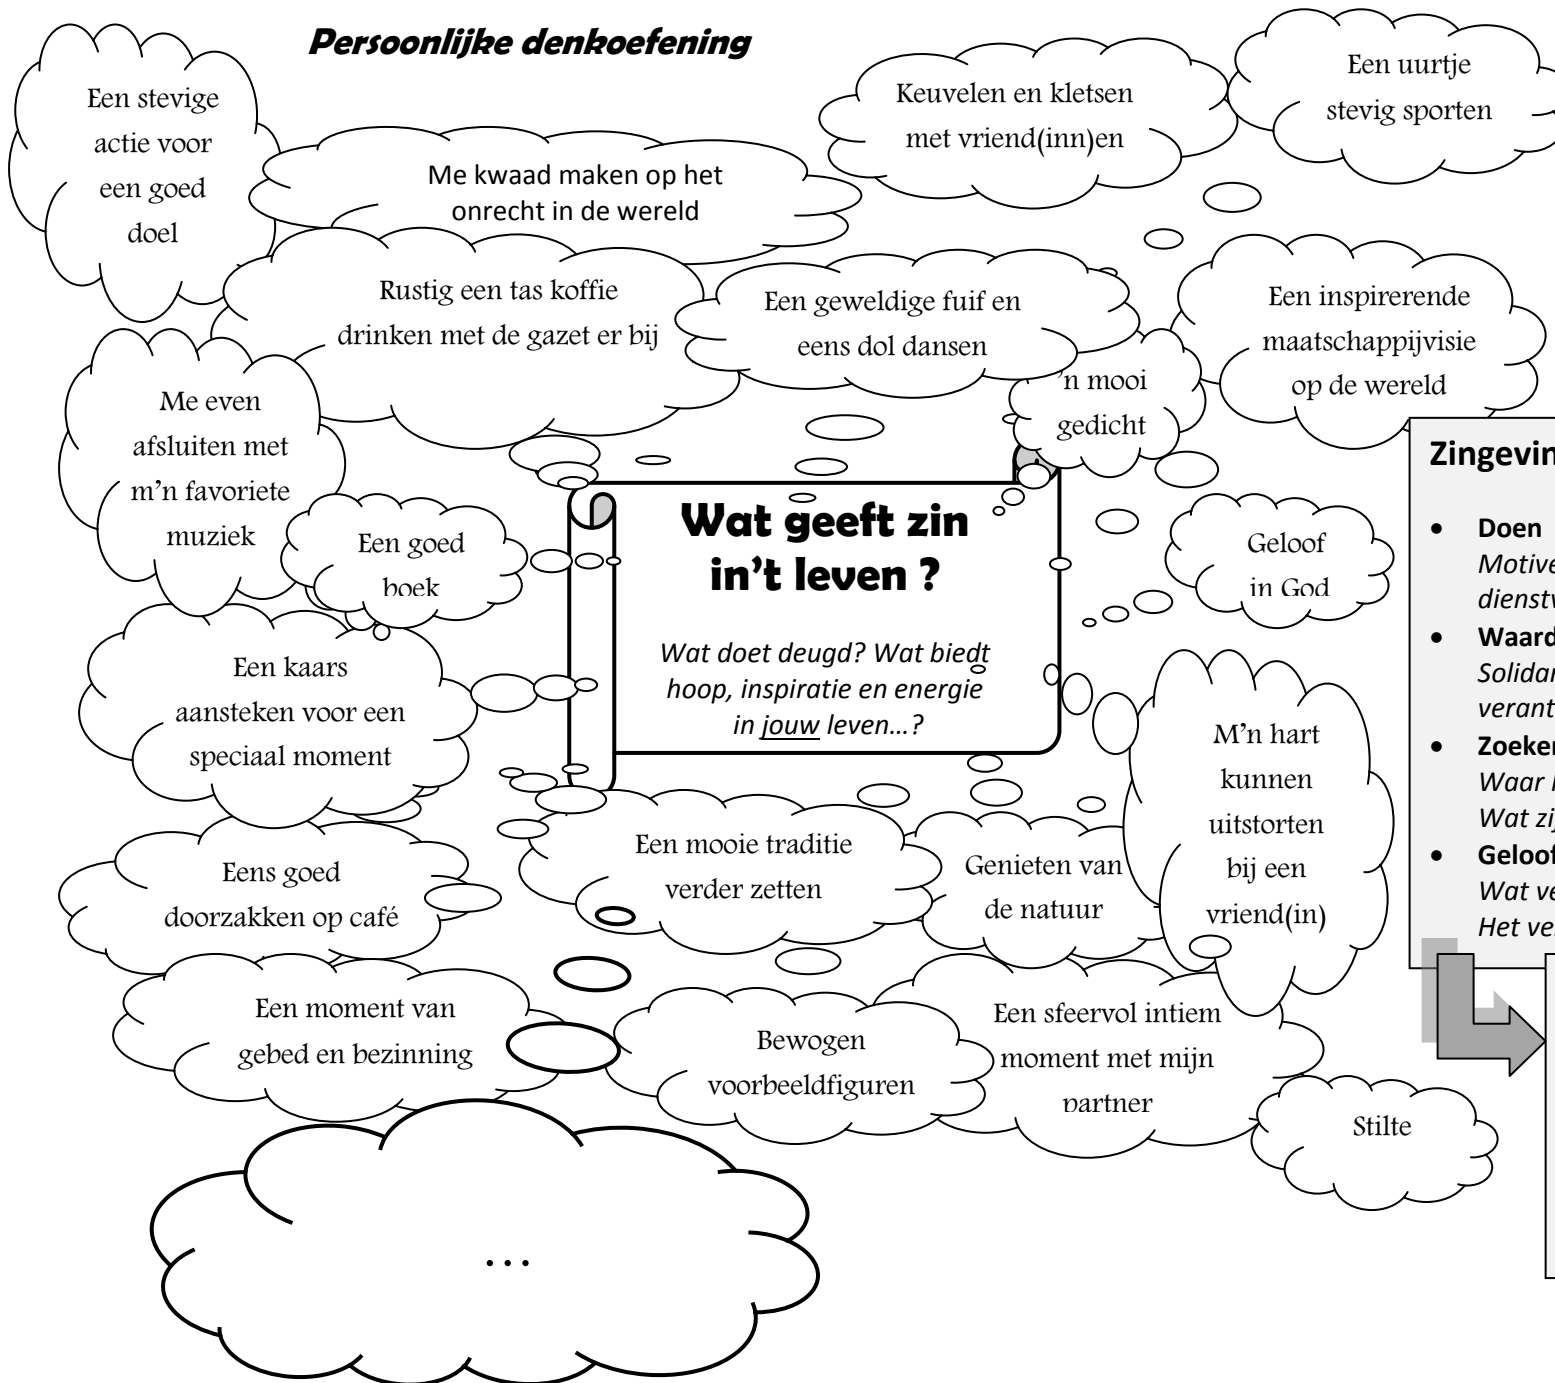 Persoonlijke denkoefening
Een stevige
actie voor
een goed
doel
Me kwaad maken op het
onrecht in de wereld
Keuvelen en kletsen
met vriend(inn)en
Een uurtje
stevig sporten
Rustig een tas koffie
drinken met de gazet er bij
Een geweldige fuif en
eens dol dansen
'n mooi
gedicht
Een inspirerende
maatschappijvisie
op de wereld
Me even
afsluiten met
m'n favoriete
muziek
Een goed
boek
Wat geeft zin
in't leven ?
Wat doet deugd? Wat biedt
hoop, inspiratie en energie
in jouw leven...?
Geloof
in God
Een kaars
aansteken voor een
speciaal moment
M'n hart
kunnen
uitstorten
bij een
vriend(in)
Eens goed
doorzakken op café
Een mooie traditie
verder zetten
Genieten van
de natuur
Een moment van
gebed en bezinning
Bewogen
voorbeeldfiguren
Een sfeervol intiem
moment met mijn
partner
Stilte
...
Zingevin
• Doen
Motive
dienstv
• Waard
Solidar
verant
• Zoeken
Waar
Wat zij
• Geloof
Wat ve
Het ve